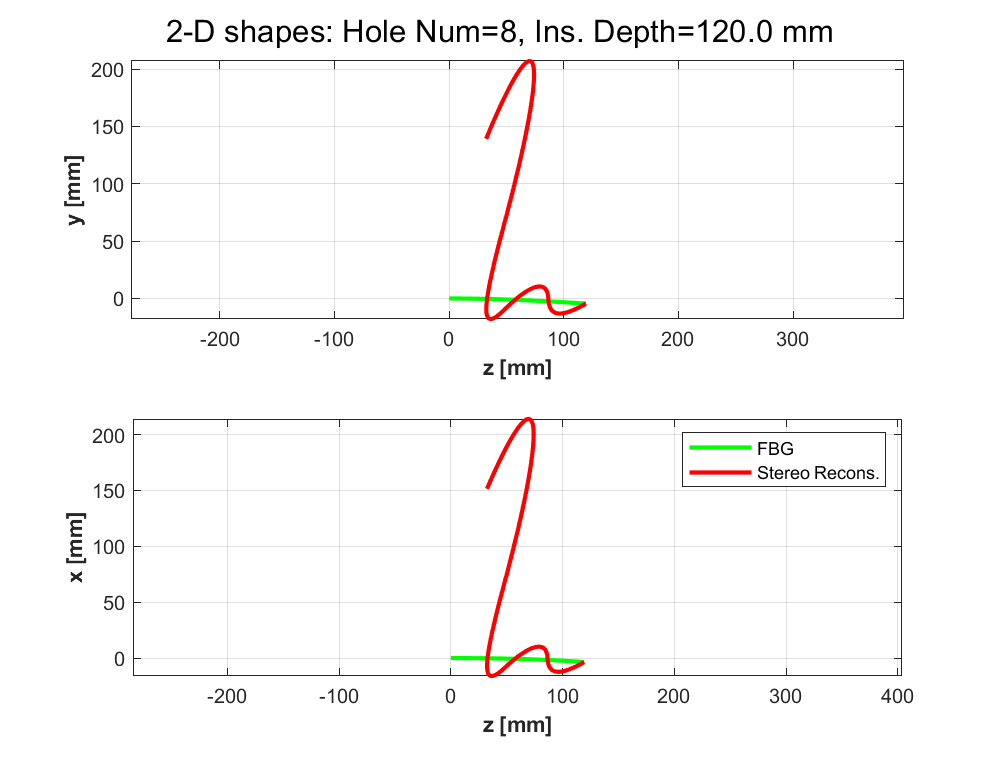 2-D shapes: Hole Num=8, Ins. Depth=120.0 mm
200
150
100
50
0
y [mm]
-200 -100 0 100 200 300
z [mm]
200
150
100
50
0
x [mm]
FBG
Stereo Recons.
-200 -100 0 100 200 300 400
z [mm]